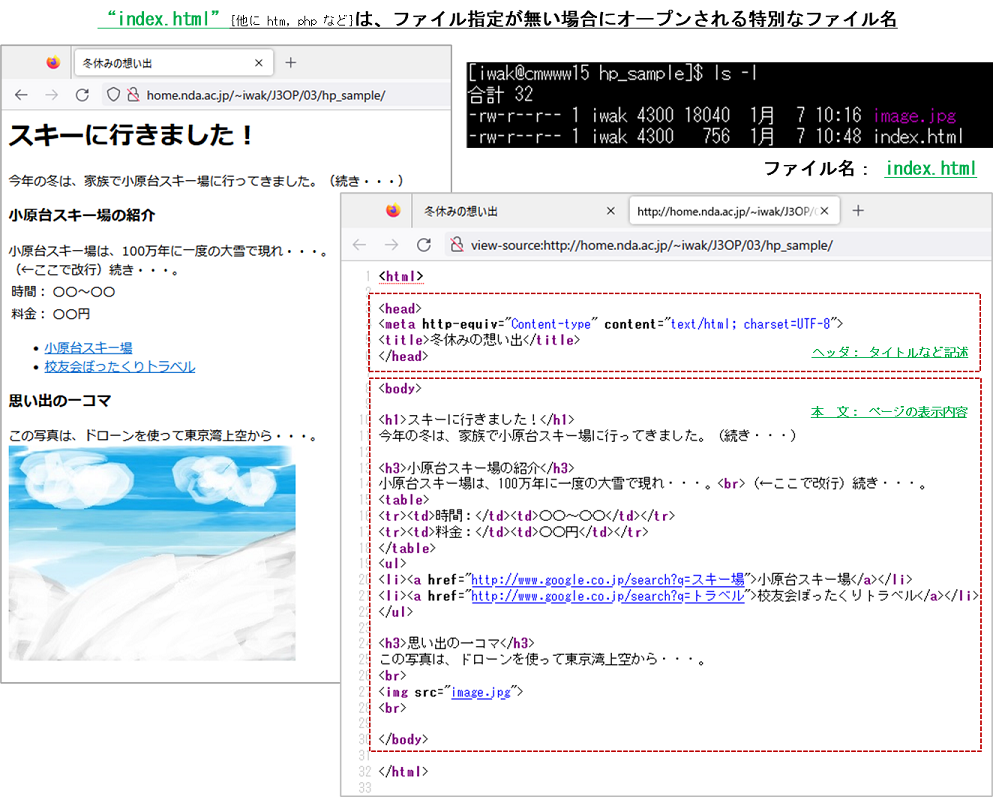 “index.html”[他に htm, php など]は、ファイル指定が無い場合にオープンされる特別なファイル名
冬休みの想い出
home.nda.ac.jp/~iwak/J3OP/03/hp_sample/
スキーに行きました！
今年の冬は、家族で小原台スキー場に行ってきました。（続き・・・）
小原台スキー場の紹介
小原台スキー場は、100万年に一度の大雪で現れ・・・。
（←ここで改行）続き・・・。
時間： 〇〇～〇〇
料金： 〇〇円
• 小原台スキー場
• 校友会ぼったくりトラベル
思い出の一コマ
この写真は、ドローンを使って東京湾上空から・・・。
[iwak@cmwww15 hp_sample]$ ls -l
合計 32
-rw-r--r-- 1 iwak 4300 18040 1月 7 10:16 image.jpg
-rw-r--r-- 1 iwak 4300 756 1月 7 10:48 index.html
ファイル名： index.html
冬休みの想い出
http://home.nda.ac.jp/~iwak/J3OP/
view-source:http://home.nda.ac.jp/~iwak/J3OP/03/hp_sample/
1 <html>
<head>
<meta http-equiv="Content-type" content="text/html; charset=UTF-8">
<title>冬休みの想い出</title>
</head>
ヘッダ： タイトルなど記述
<body>
本 文： ページの表示内容
<h1>スキーに行きました！</h1>
今年の冬は、家族で小原台スキー場に行ってきました。（続き・・・）
<h3>小原台スキー場の紹介</h3>
小原台スキー場は、100万年に一度の大雪で現れ・・・。<br>（←ここで改行）続き・・・。
<table>
<tr><td>時間：</td><td>〇〇～〇〇</td></tr>
<tr><td>料金：</td><td>〇〇円</td></tr>
</table>
<ul>
<li><a href="http://www.google.co.jp/search?q=スキー場">小原台スキー場</a></li>
<li><a href="http://www.google.co.jp/search?q=トラベル">校友会ぼったくりトラベル</a></li>
</ul>
<h3>思い出の一コマ</h3>
この写真は、ドローンを使って東京湾上空から・・・。
<br>
<img src="image.jpg">
<br>
</body>
31
32 </html>
33